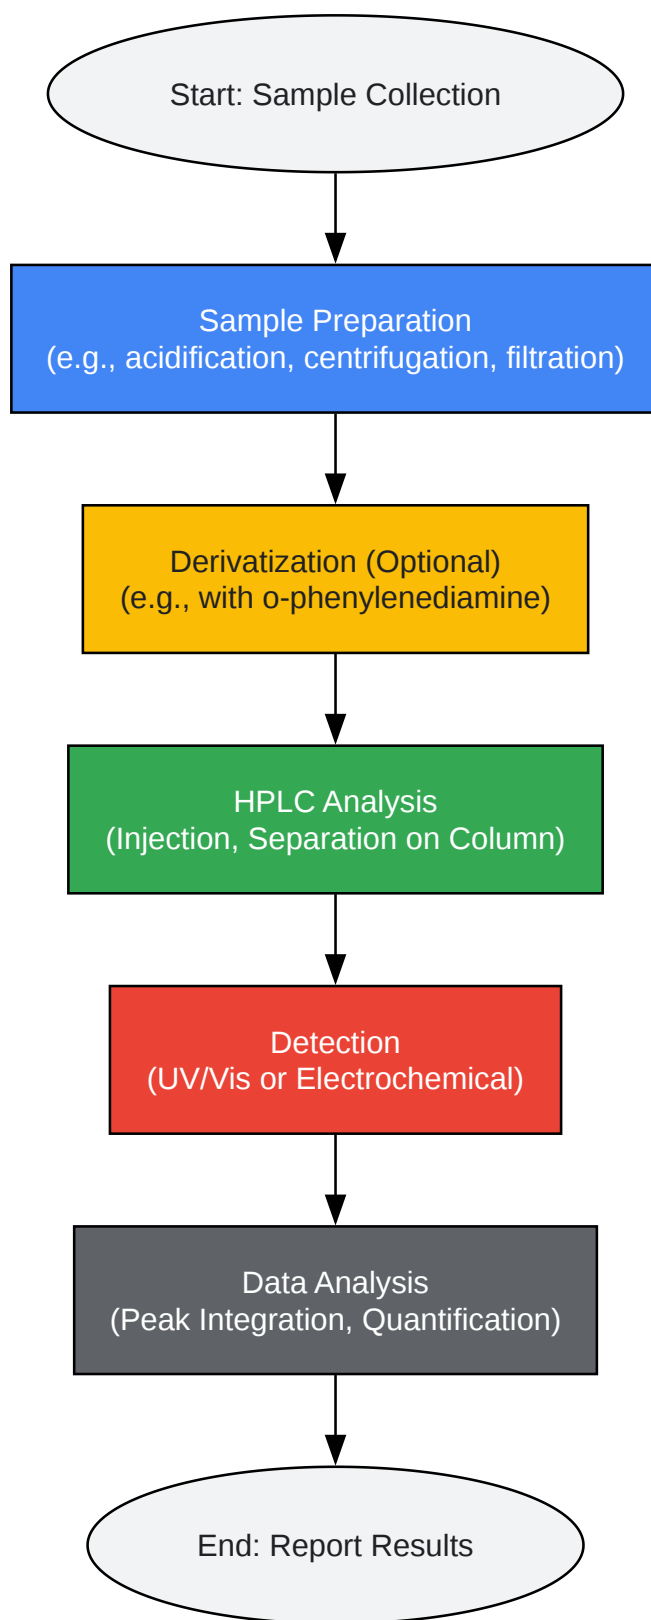 Start: Sample Collection
Sample Preparation
(e.g., acidification, centrifugation, filtration)
Derivatization (Optional)
(e.g., with o-phenylenediamine)
HPLC Analysis
(Injection, Separation on Column)
Detection
(UV/Vis or Electrochemical)
Data Analysis
(Peak Integration, Quantification)
End: Report Results